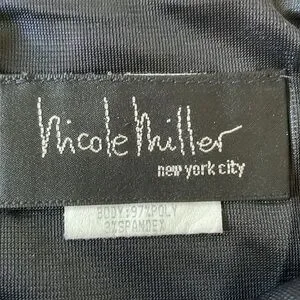 Nicole Miller
new york city
BODY:97%POLY
3%SPANDEX